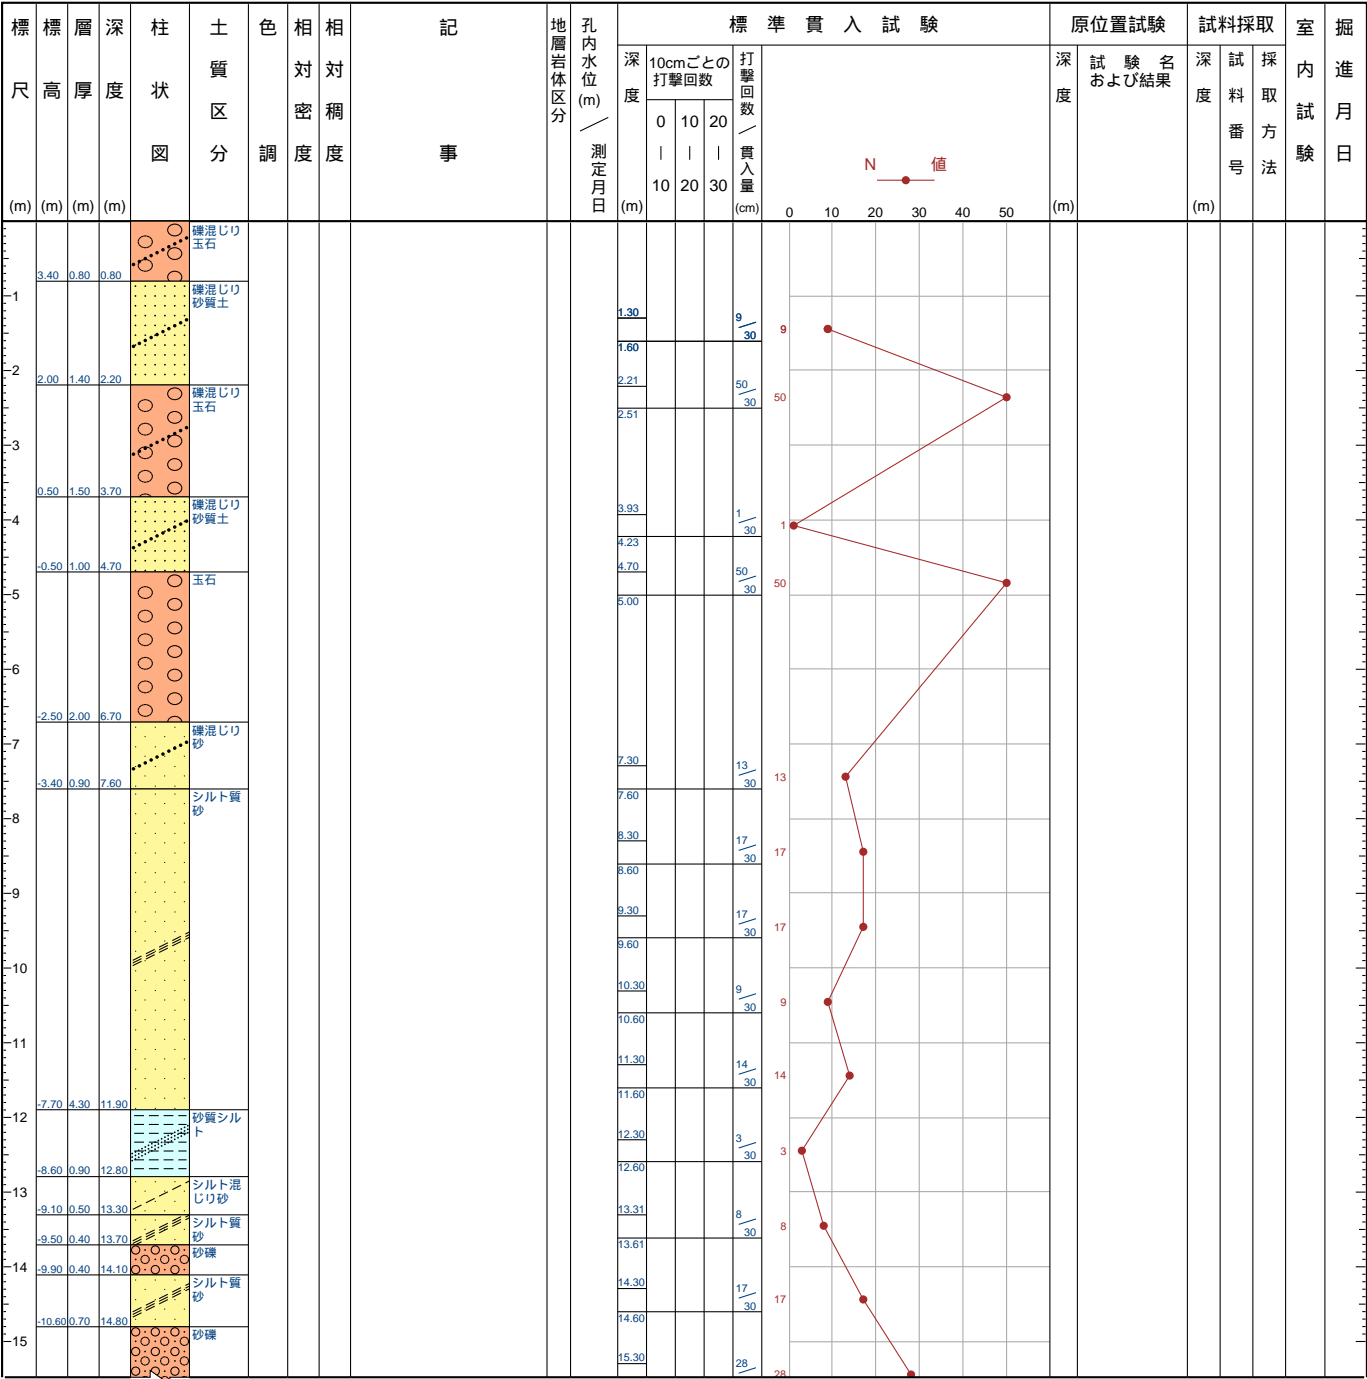 標尺(m)
標高(m)
層厚(m)
深度(m)
柱状図
土質区分
色調
相対密度
相対稠度
記事
地層岩体区分
孔内水位(m)／測定月日
標準貫入試験
深度(m)
10cmごとの
打撃回数
0｜10
10｜20
20｜30
打撃回数／貫入量(cm)
N 値
0 10 20 30 40 50
原位置試験
深度(m)
試験名
および結果
試料採取
深度(m)
試料番号
採取方法
室内試験
掘進月日
礫混じり
玉石
3.40 0.80 0.80
礫混じり
砂質土
1
1.30 9/30 9
1.60
2
2.00 1.40 2.20
2.21 50/30 50
礫混じり
玉石
2.51
3
0.50 1.50 3.70
礫混じり
砂質土
3.93 1/30 1
4
4.23
-0.50 1.00 4.70
4.70 50/30 50
玉石
5
5.00
6
-2.50 2.00 6.70
礫混じり
砂
7
7.30 13/30 13
-3.40 0.90 7.60
7.60
シルト質
砂
8
8.30 17/30 17
8.60
9
9.30 17/30 17
9.60
10
10.30 9/30 9
10.60
11
11.30 14/30 14
11.60
-7.70 4.30 11.90
12
砂質シル
ト
12.30 3/30 3
12.60
-8.60 0.90 12.80
シルト混
じり砂
13
-9.10 0.50 13.30
13.31 8/30 8
シルト質
砂
13.61
-9.50 0.40 13.70
砂礫
14
-9.90 0.40 14.10
シルト質
砂
14.30 17/30 17
14.60
-10.60 0.70 14.80
砂礫
15
15.30 28 28